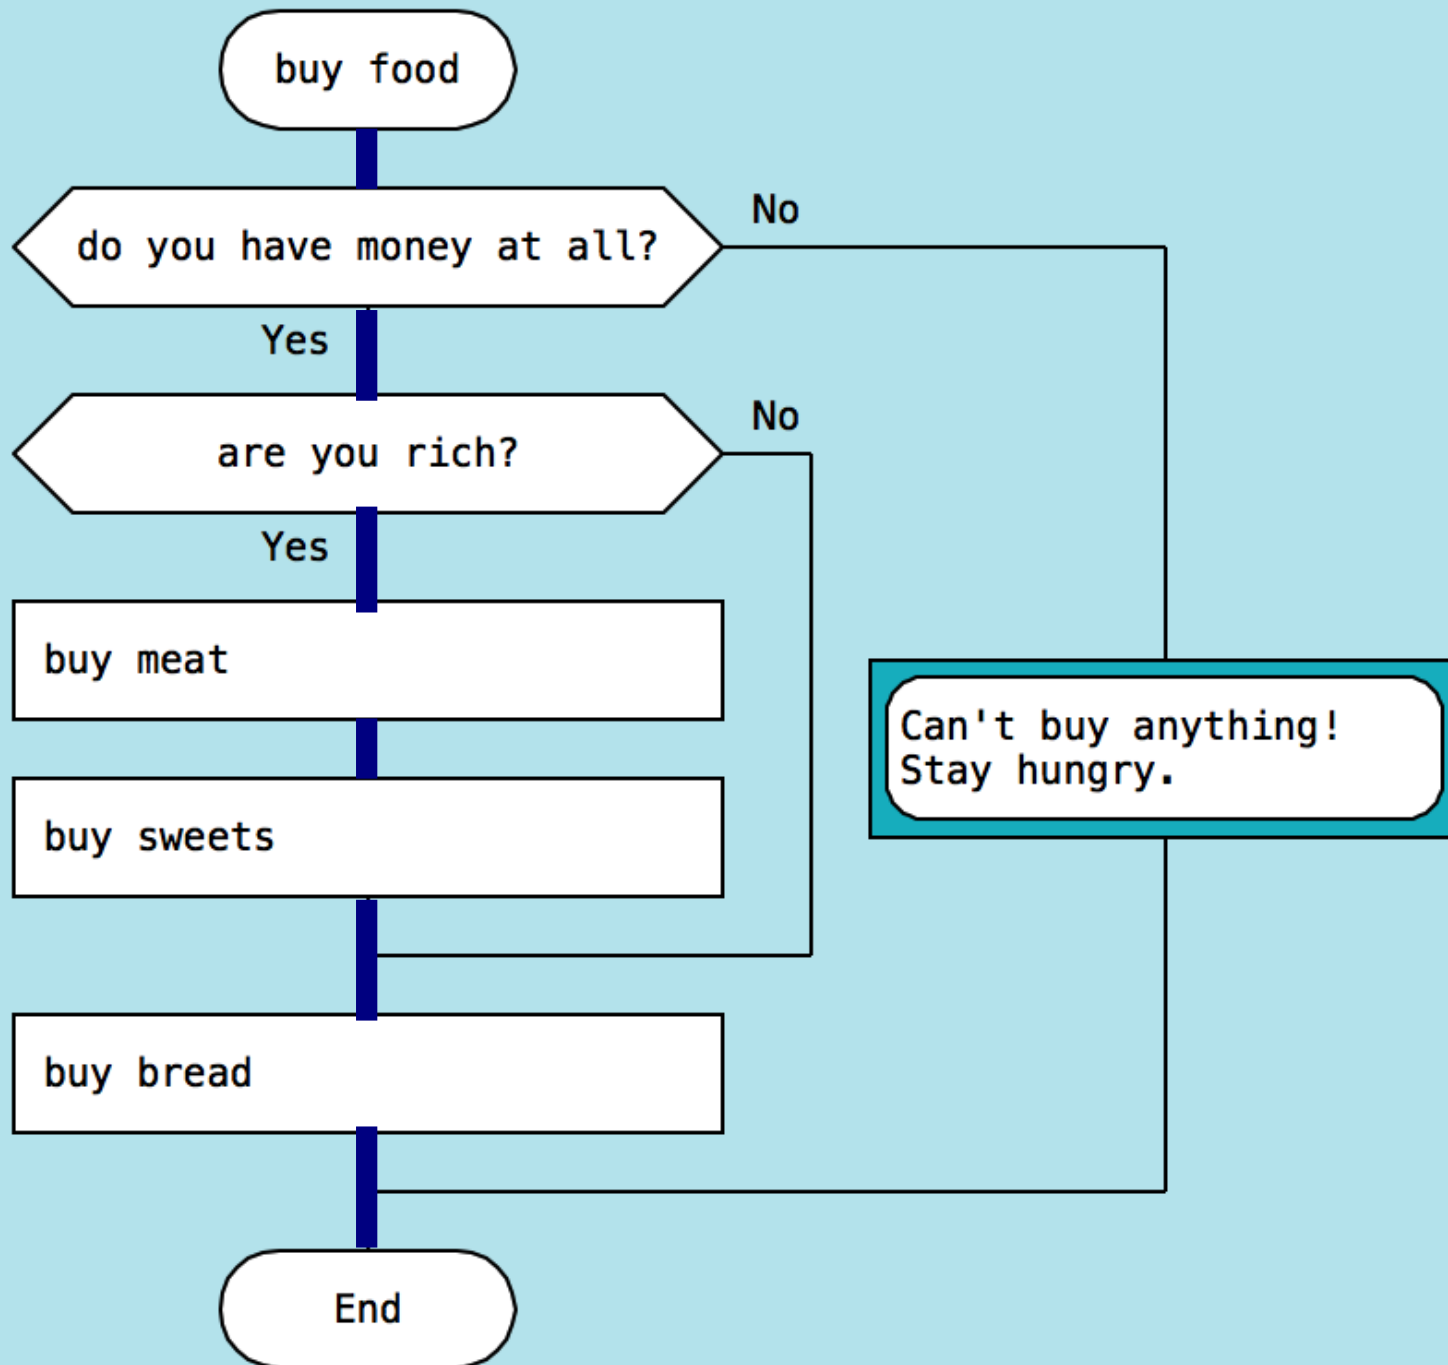 buy food
do you have money at all?
No
Yes
are you rich?
No
Yes
buy meat
Can't buy anything!
Stay hungry.
buy sweets
buy bread
End